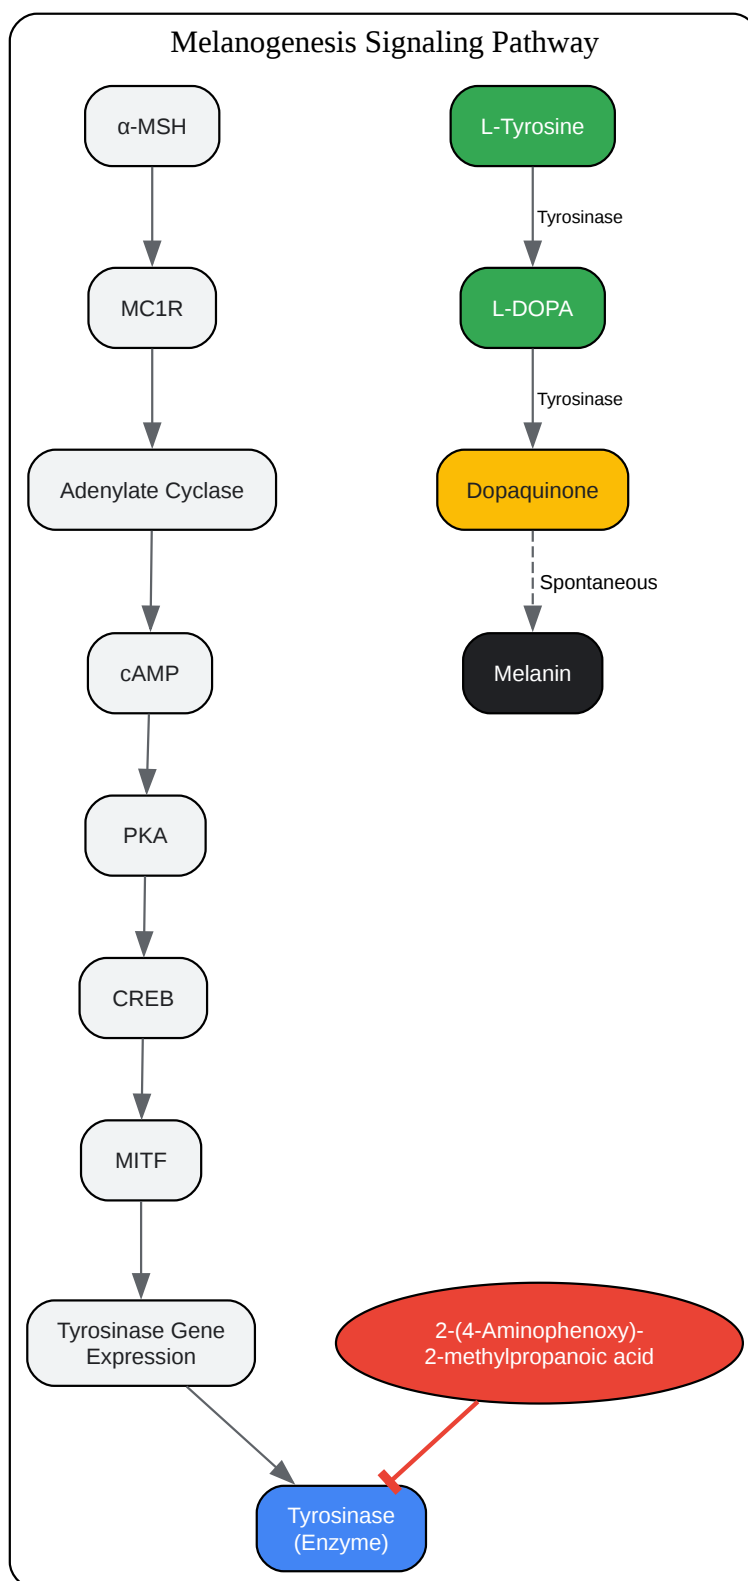 Melanogenesis Signaling Pathway
α-MSH
MC1R
Adenylate Cyclase
cAMP
PKA
CREB
MITF
Tyrosinase Gene
Expression
L-Tyrosine
Tyrosinase
L-DOPA
Tyrosinase
Dopaquinone
Spontaneous
Melanin
2-(4-Aminophenoxy)-
2-methylpropanoic acid
Tyrosinase
(Enzyme)